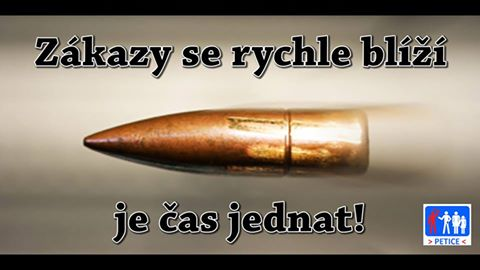 Zákazy se rychle blíží
je čas jednat!
> PETICE <